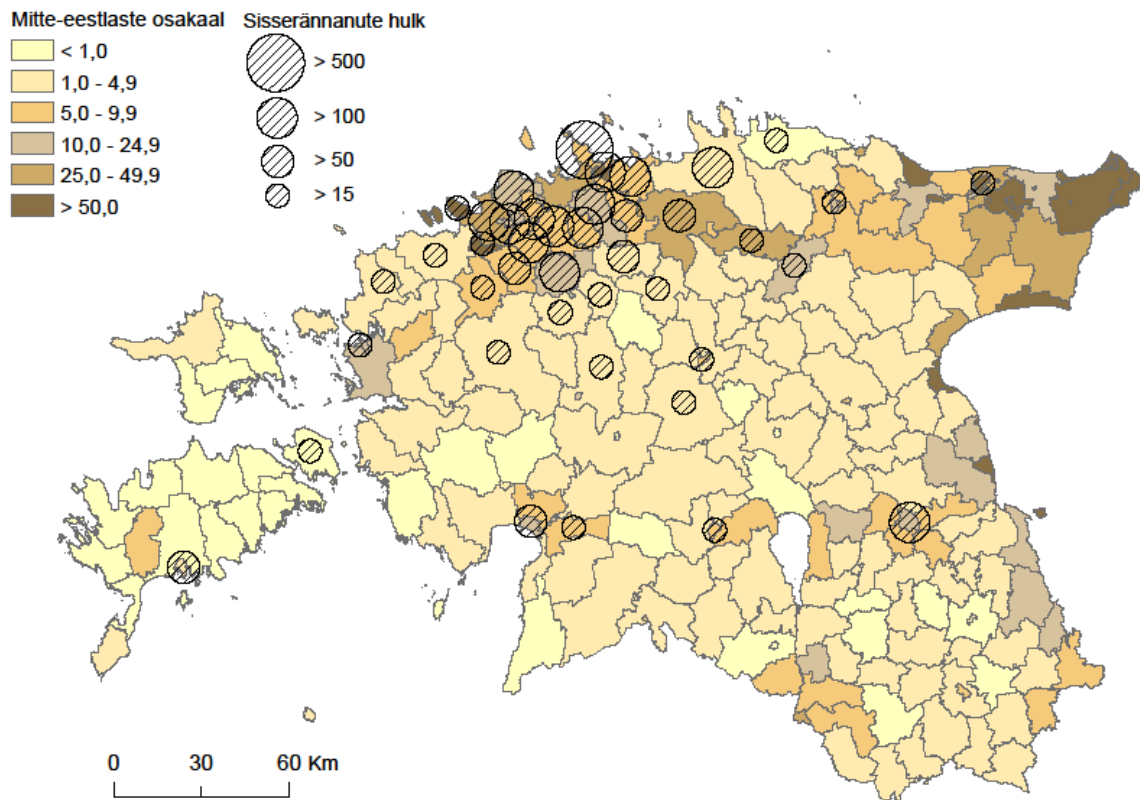 Mitte-eestlaste osakaal
< 1,0
1,0 - 4,9
5,0 - 9,9
10,0 - 24,9
25,0 - 49,9
> 50,0
Sisserännanute hulk
> 500
> 100
> 50
> 15
0 30 60 Km